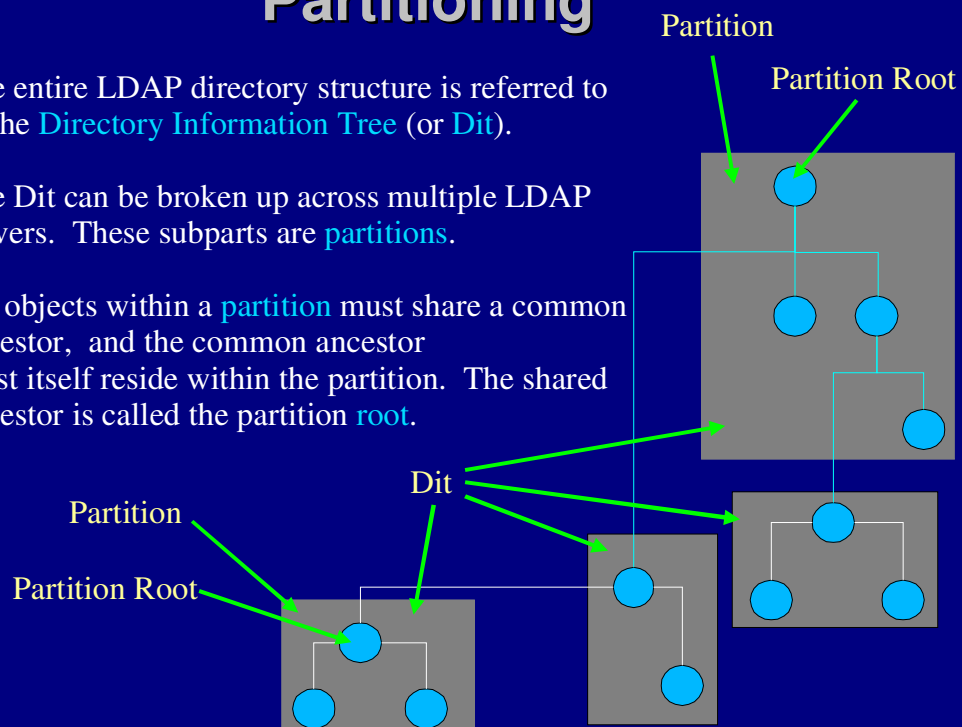 Partitioning
Partition
Partition Root
e entire LDAP directory structure is referred to
the Directory Information Tree (or Dit).
e Dit can be broken up across multiple LDAP
vers.  These subparts are partitions.
objects within a partition must share a common
estor,  and the common ancestor
st itself reside within the partition.  The shared
estor is called the partition root.
Dit
Partition
Partition Root